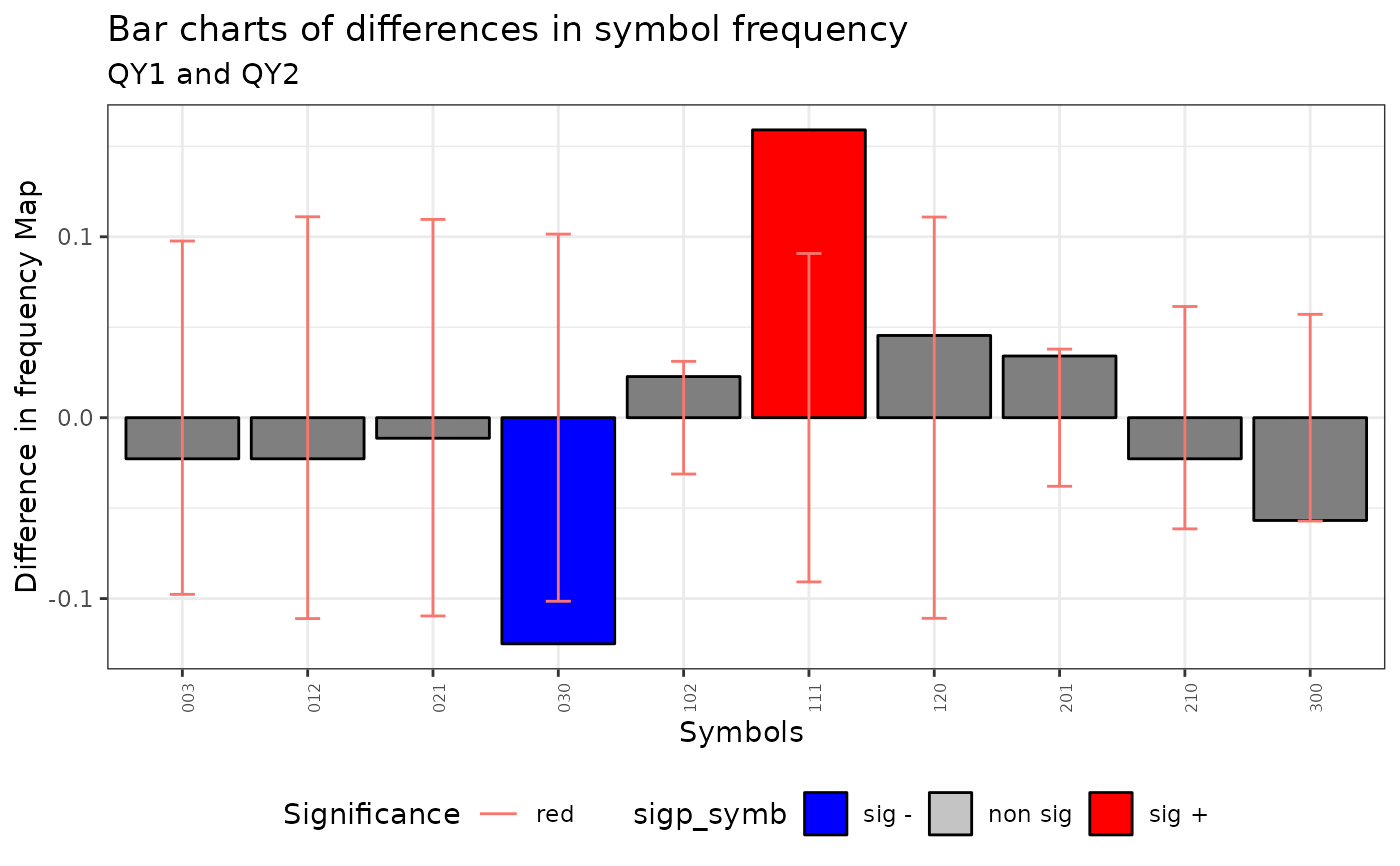 Bar charts of differences in symbol frequency
QY1 and QY2
Difference in frequency Map
0.1
0.0
-0.1
003 012 021 030 102 111 120 201 210 300
Symbols
Significance red sigp_symb sig - non sig sig +